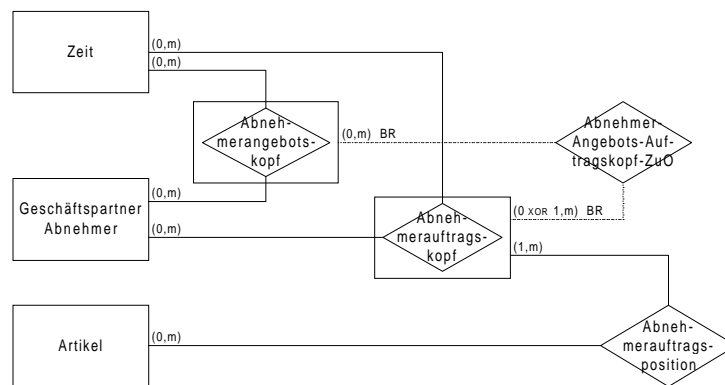 Zeit
(0,m)
(0,m)
Abneh-
merangebots-
kopf
(0,m) BR
Abnehmer-
Angebots-Auf-
tragskopf-ZuO
Geschäftspartner
Abnehmer
(0,m)
(0,m)
Abneh-
merauftrags-
kopf
(0 XOR 1,m) BR
(1,m)
Artikel
(0,m)
Abneh-
merauftrags-
position